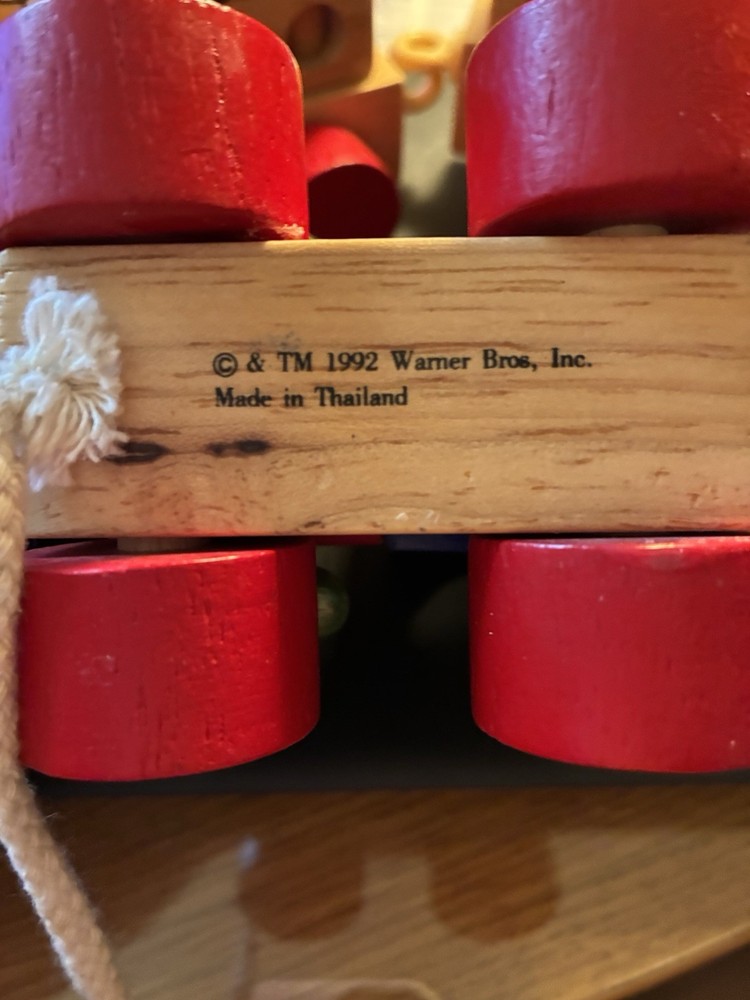 © & TM 1992 Warner Bros, Inc.
Made in Thailand